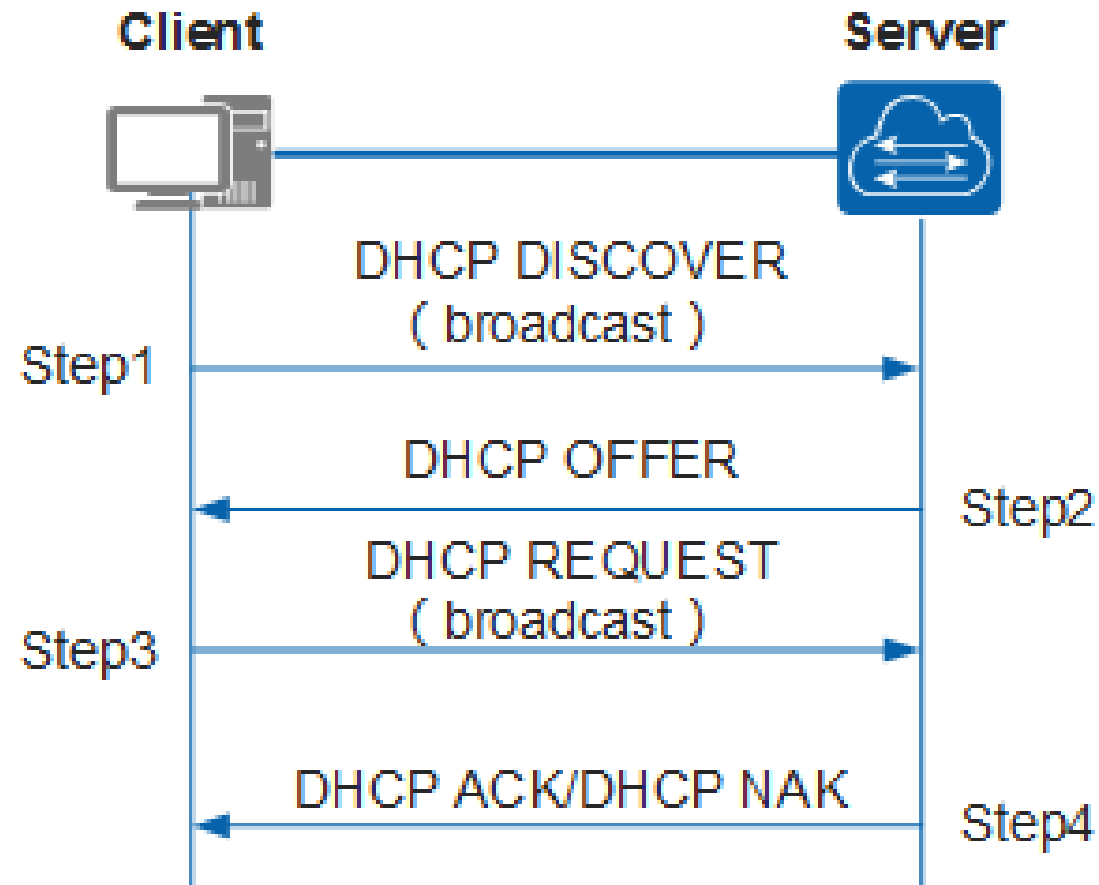 Client
Server
DHCP DISCOVER
( broadcast )
Step1
DHCP OFFER
Step2
DHCP REQUEST
( broadcast )
Step3
DHCP ACK/DHCP NAK
Step4